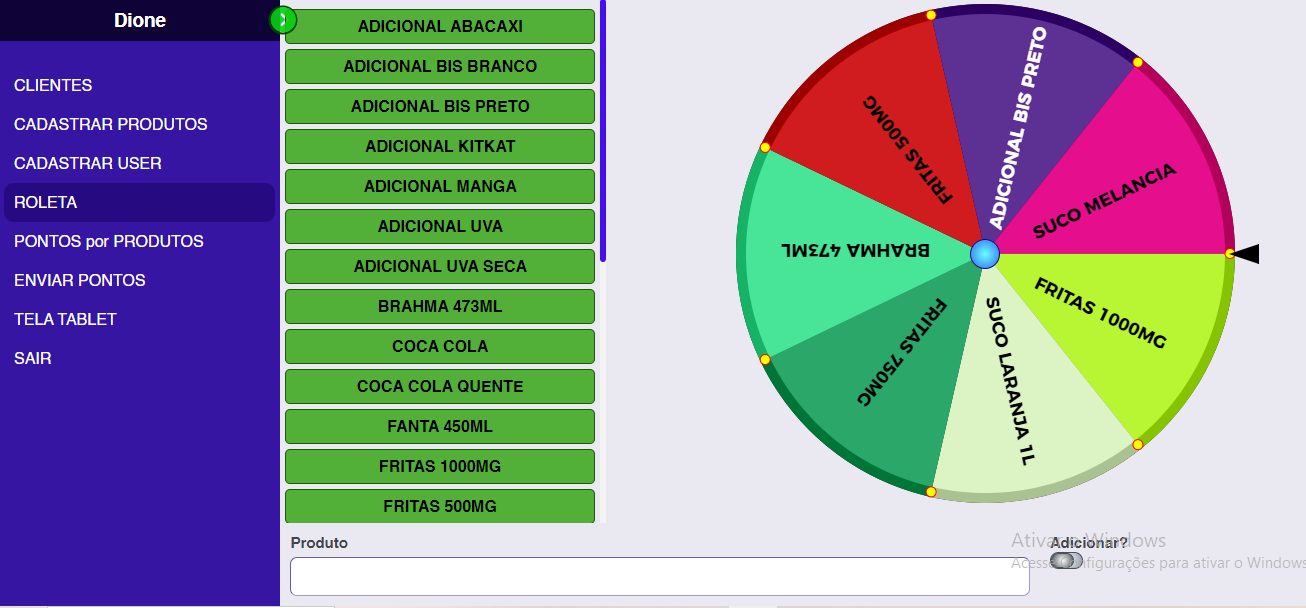 Dione
CLIENTES
CADASTRAR PRODUTOS
CADASTRAR USER
ROLETA
PONTOS por PRODUTOS
ENVIAR PONTOS
TELA TABLET
SAIR
ADICIONAL ABACAXI
ADICIONAL BIS BRANCO
ADICIONAL BIS PRETO
ADICIONAL KITKAT
ADICIONAL MANGA
ADICIONAL UVA
ADICIONAL UVA SECA
BRAHMA 473ML
COCA COLA
COCA COLA QUENTE
FANTA 450ML
FRITAS 1000MG
FRITAS 500MG
ADICIONAL BIS PRETO
SUCO MELANCIA
FRITAS 1000MG
SUCO LARANJA 1L
FRITAS 750MG
BRAHMA 473ML
FRITAS 500MG
Produto
Adicionar?
Ativar o Windows
para ativar o Windows